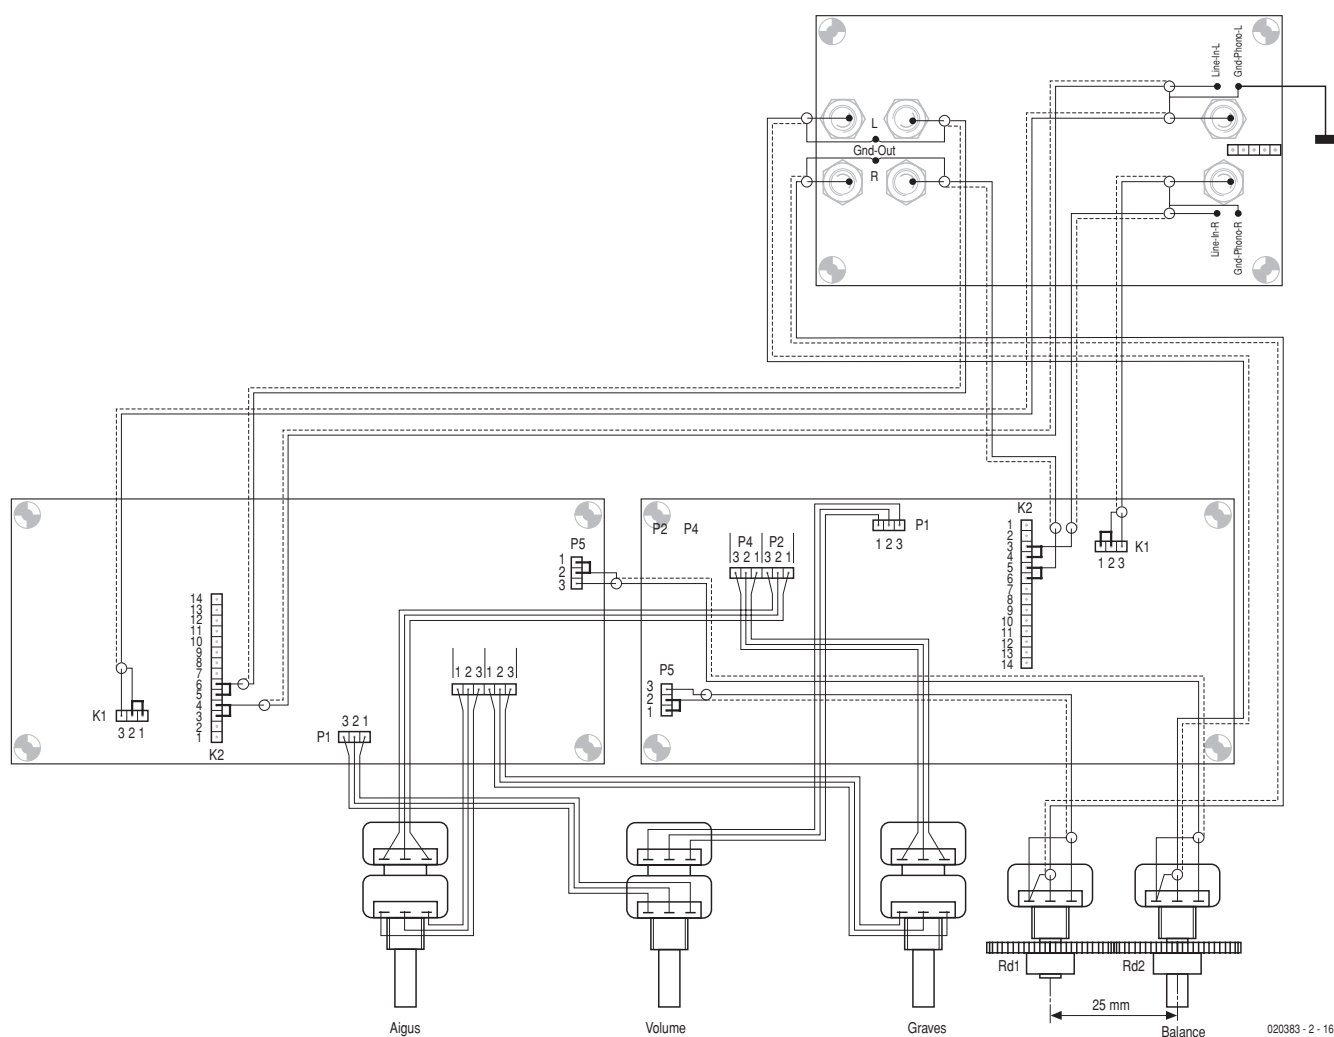 Line-In-L
Gnd-Phono-L
L
Gnd-Out
R
Line-In-R
Gnd-Phono-R
P5
1
2
3
14
13
12
11
10
9
8
7
6
5
4
3
2
1
K2
K1
3 2 1
1 2 3 1 2 3
P1
3 2 1
P2 P4
P4 P2
3 2 1 3 2 1
P1
1 2 3
K2
1
2
3
4
5
6
7
8
9
10
11
12
13
14
K1
1 2 3
P5
3
2
1
Rd1
Rd2
25 mm
Aigus
Volume
Graves
Balance
020383 - 2 - 16